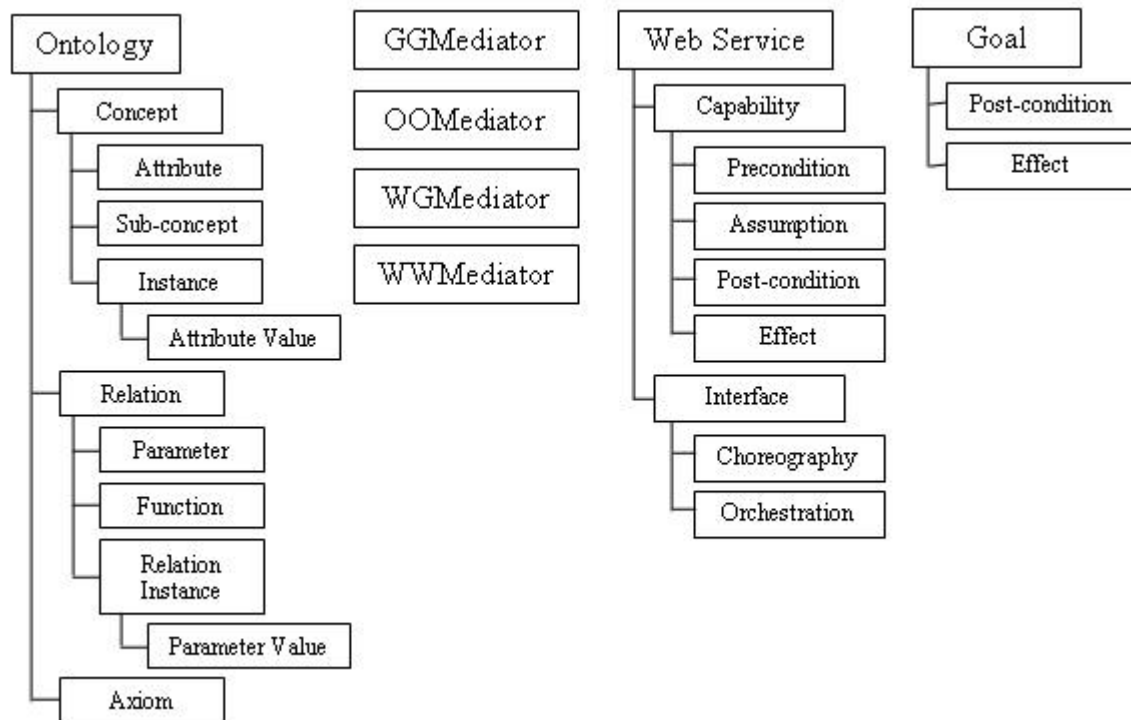 Ontology
Concept
Attribute
Sub-concept
Instance
Attribute Value
Relation
Parameter
Function
Relation
Instance
Parameter Value
Axiom
GGMediator
OOMediator
WGMediator
WWMediator
Web Service
Capability
Precondition
Assumption
Post-condition
Effect
Interface
Choreography
Orchestration
Goal
Post-condition
Effect